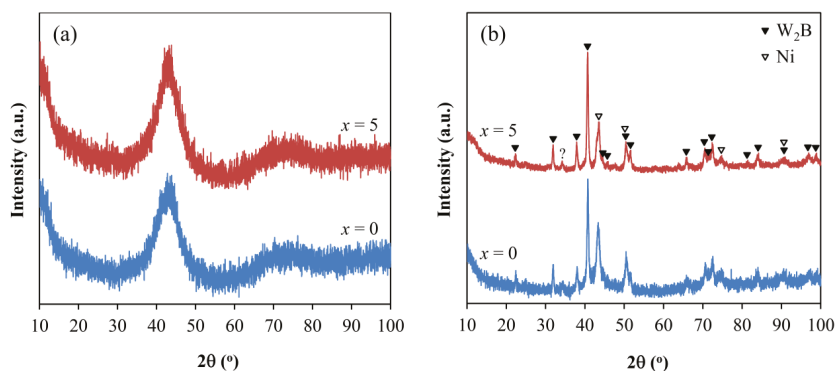 (a)
x = 5
x = 0
Intensity (a.u.)
10 20 30 40 50 60 70 80 90 100
2θ (º)
(b)
▼ W₂B
▽ Ni
x = 5
?
x = 0
Intensity (a.u.)
10 20 30 40 50 60 70 80 90 100
2θ (º)